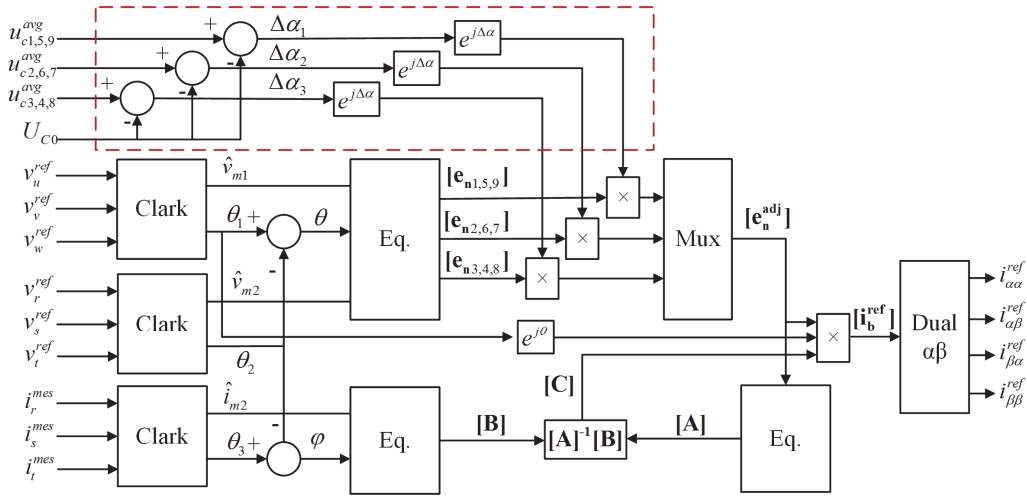 u_{c1,5,9}^{avg}
+
-
Δα_1
e^{jΔα}
u_{c2,6,7}^{avg}
+
-
Δα_2
e^{jΔα}
u_{c3,4,8}^{avg}
+
-
Δα_3
e^{jΔα}
U_{C0}
v_u^{ref}
v_v^{ref}
v_w^{ref}
Clark
v̂_{m1}
θ_1 +
-
θ
Eq.
[e_{n1,5,9}]
×
[e_{n2,6,7}]
×
[e_{n3,4,8}]
×
Mux
[e_n^{adj}]
v_r^{ref}
v_s^{ref}
v_t^{ref}
Clark
v̂_{m2}
θ_2
e^{jθ}
×
[i_b^{ref}]
Dual
αβ
i_{αα}^{ref}
i_{αβ}^{ref}
i_{βα}^{ref}
i_{ββ}^{ref}
i_r^{mes}
i_s^{mes}
i_t^{mes}
Clark
î_{m2}
θ_3 +
-
φ
Eq.
[B]
[C]
[A]^{-1}[B]
[A]
Eq.